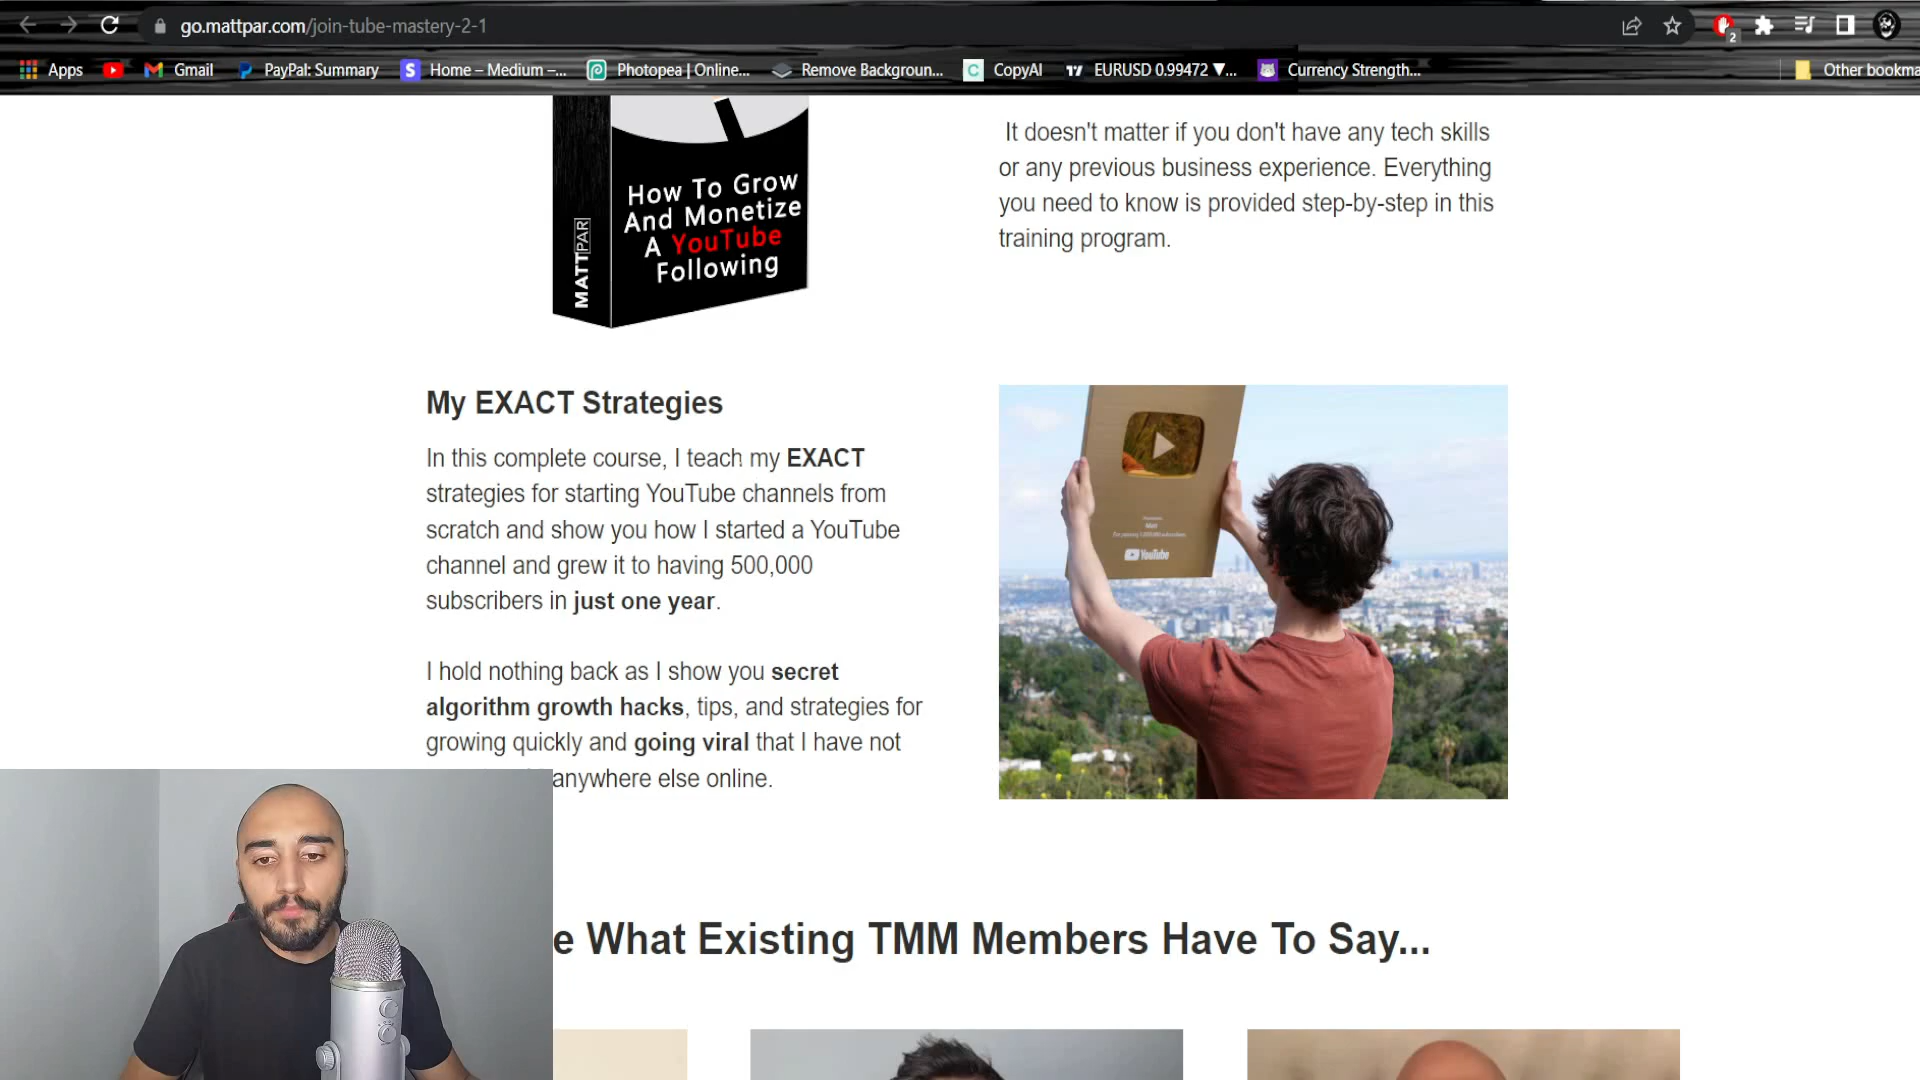 go.mattpar.com/join-tube-mastery-2-1
2
Apps
Gmail
PayPal: Summary
Home – Medium –...
Photopea | Online...
Remove Backgroun...
CopyAI
EURUSD 0.99472 ▼...
Currency Strength...
Other bookma
How To Grow
And Monetize
A YouTube
Following
MATTPAR
It doesn't matter if you don't have any tech skills
or any previous business experience. Everything
you need to know is provided step-by-step in this
training program.
My EXACT Strategies
In this complete course, I teach my EXACT
strategies for starting YouTube channels from
scratch and show you how I started a YouTube
channel and grew it to having 500,000
subscribers in just one year.
I hold nothing back as I show you secret
algorithm growth hacks, tips, and strategies for
growing quickly and going viral that I have not
anywhere else online.
YouTube
e What Existing TMM Members Have To Say...